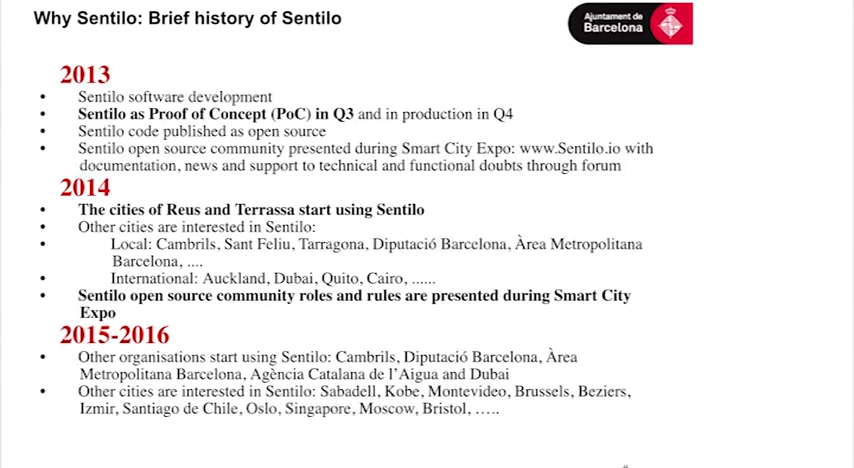 Why Sentilo: Brief history of Sentilo
Ajuntament de
Barcelona
2013
• Sentilo software development
• Sentilo as Proof of Concept (PoC) in Q3 and in production in Q4
• Sentilo code published as open source
• Sentilo open source community presented during Smart City Expo: www.Sentilo.io with
documentation, news and support to technical and functional doubts through forum
2014
• The cities of Reus and Terrassa start using Sentilo
• Other cities are interested in Sentilo:
• Local: Cambrils, Sant Feliu, Tarragona, Diputació Barcelona, Àrea Metropolitana
Barcelona, ....
• International: Auckland, Dubai, Quito, Cairo, ......
• Sentilo open source community roles and rules are presented during Smart City
Expo
2015-2016
• Other organisations start using Sentilo: Cambrils, Diputació Barcelona, Àrea
Metropolitana Barcelona, Agència Catalana de l’Aigua and Dubai
• Other cities are interested in Sentilo: Sabadell, Kobe, Montevideo, Brussels, Beziers,
Izmir, Santiago de Chile, Oslo, Singapore, Moscow, Bristol, …..